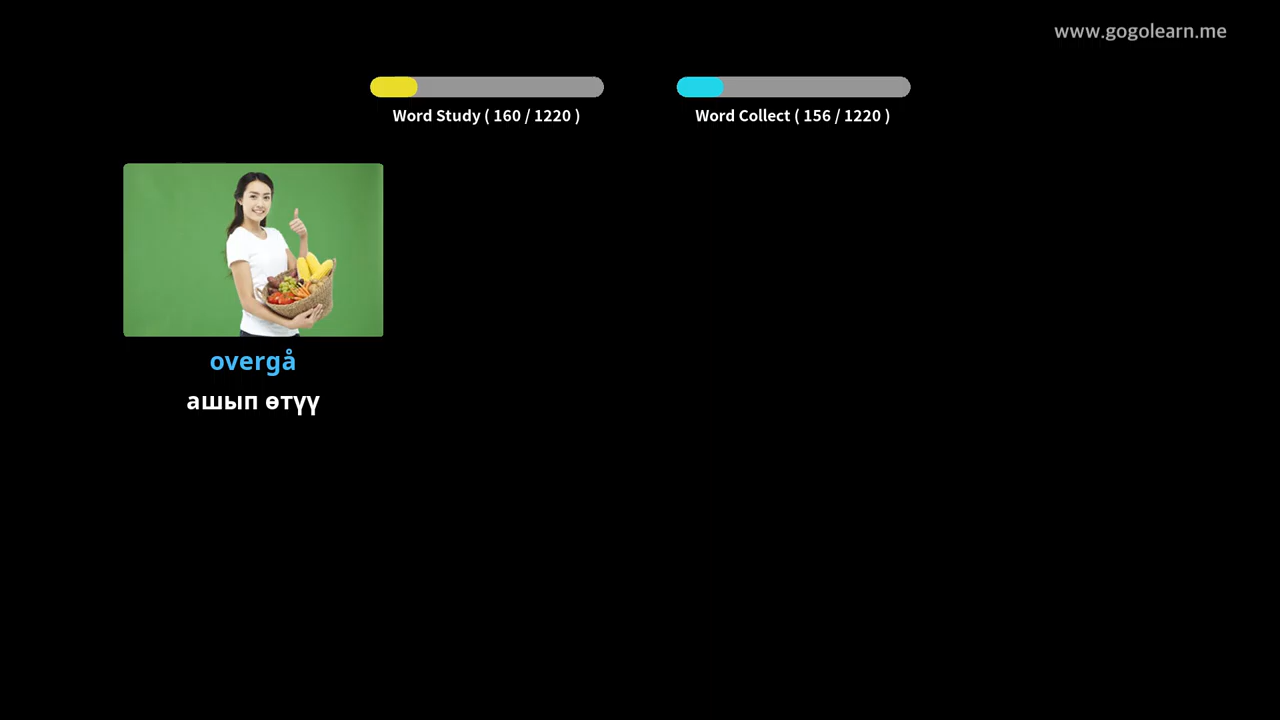 www.gogolearn.me
Word Study ( 160 / 1220 )
Word Collect ( 156 / 1220 )
overgå
ашып өтүү